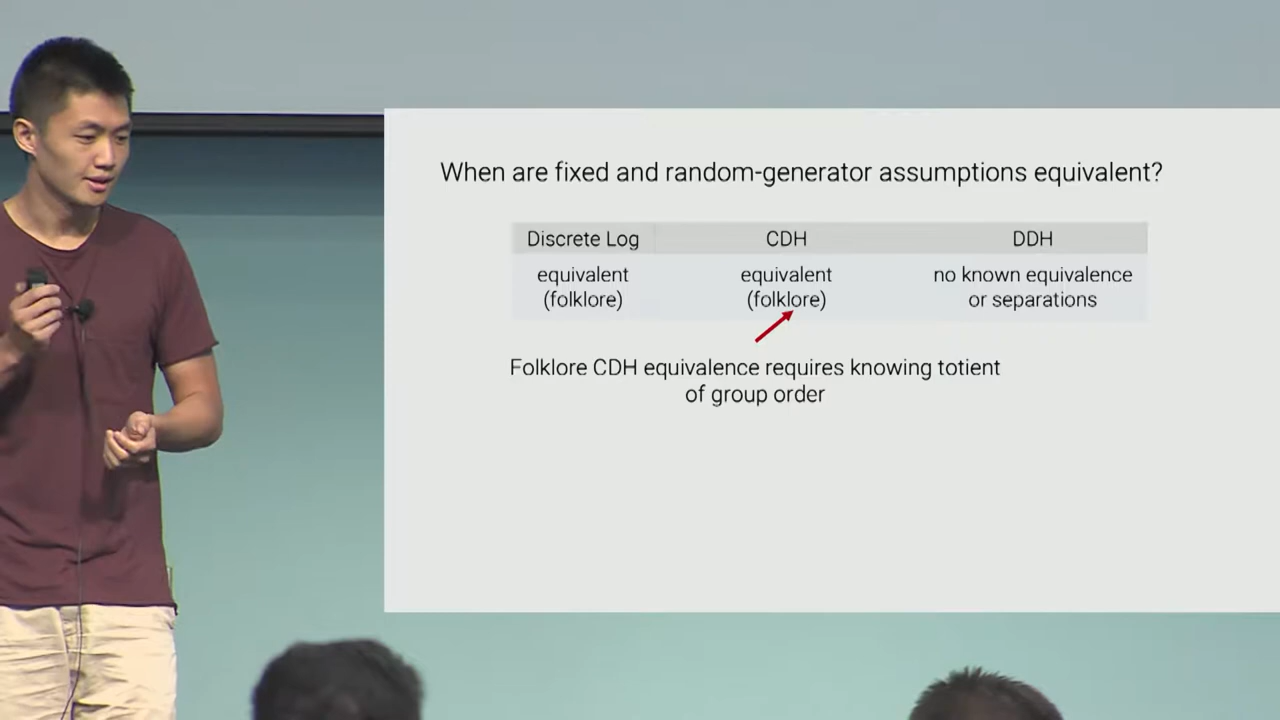 When are fixed and random-generator assumptions equivalent?
Discrete Log CDH DDH
equivalent equivalent no known equivalence
(folklore) (folklore) or separations
Folklore CDH equivalence requires knowing totient
of group order